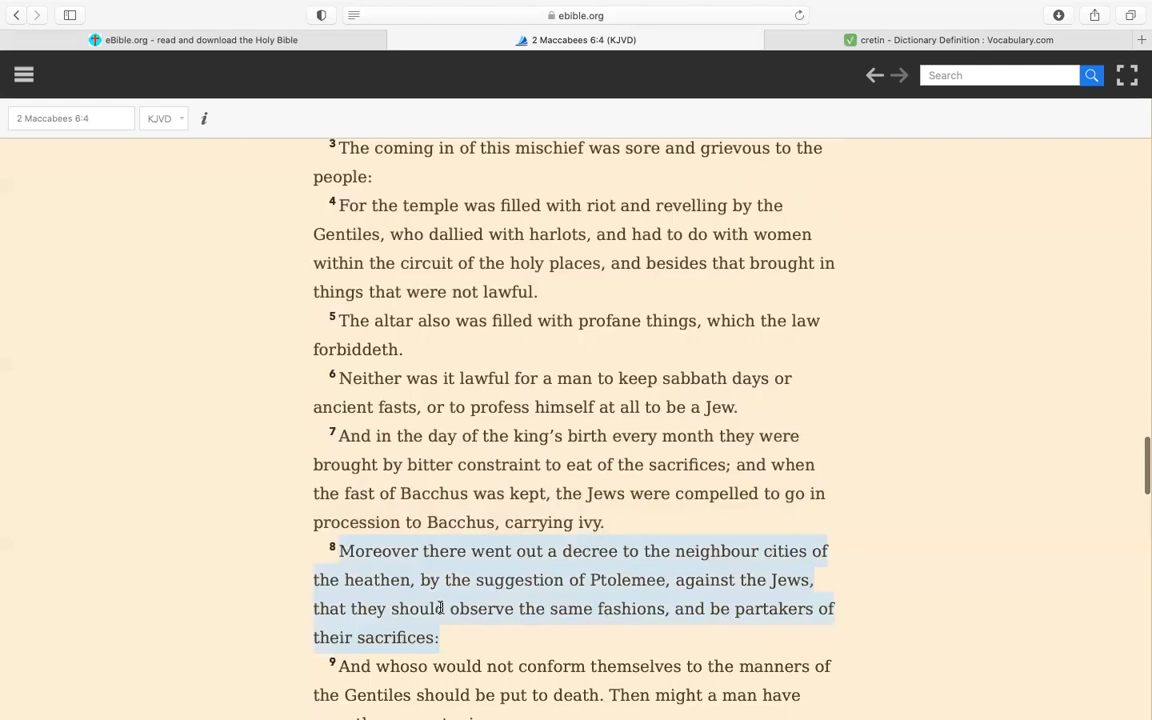 ebible.org
eBible.org - read and download the Holy Bible
2 Maccabees 6:4 (KJVD)
cretin - Dictionary Definition : Vocabulary.com
Search
2 Maccabees 6:4
KJVD
i
3 The coming in of this mischief was sore and grievous to the
people:
4 For the temple was filled with riot and revelling by the
Gentiles, who dallied with harlots, and had to do with women
within the circuit of the holy places, and besides that brought in
things that were not lawful.
5 The altar also was filled with profane things, which the law
forbiddeth.
6 Neither was it lawful for a man to keep sabbath days or
ancient fasts, or to profess himself at all to be a Jew.
7 And in the day of the king’s birth every month they were
brought by bitter constraint to eat of the sacrifices; and when
the fast of Bacchus was kept, the Jews were compelled to go in
procession to Bacchus, carrying ivy.
8 Moreover there went out a decree to the neighbour cities of
the heathen, by the suggestion of Ptolemee, against the Jews,
that they should observe the same fashions, and be partakers of
their sacrifices:
9 And whoso would not conform themselves to the manners of
the Gentiles should be put to death. Then might a man have